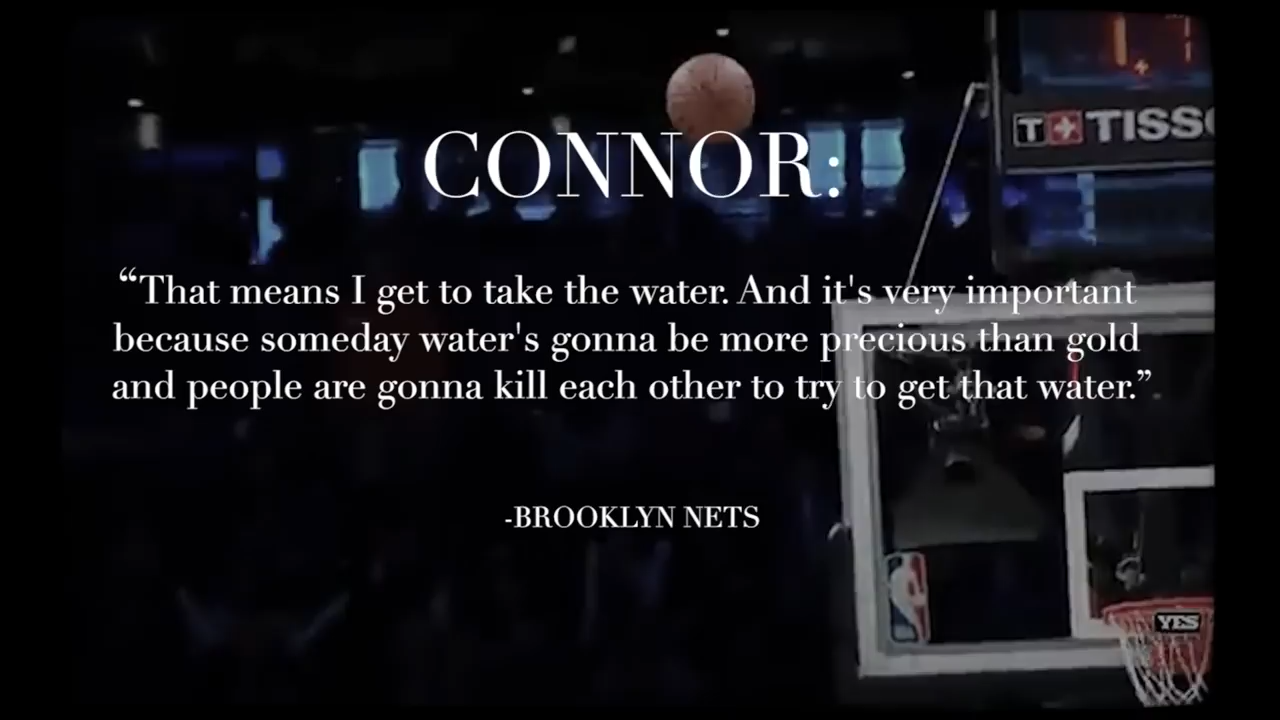 T+TISS
CONNOR:
“That means I get to take the water. And it's very important
because someday water's gonna be more precious than gold
and people are gonna kill each other to try to get that water.”
-BROOKLYN NETS
YES